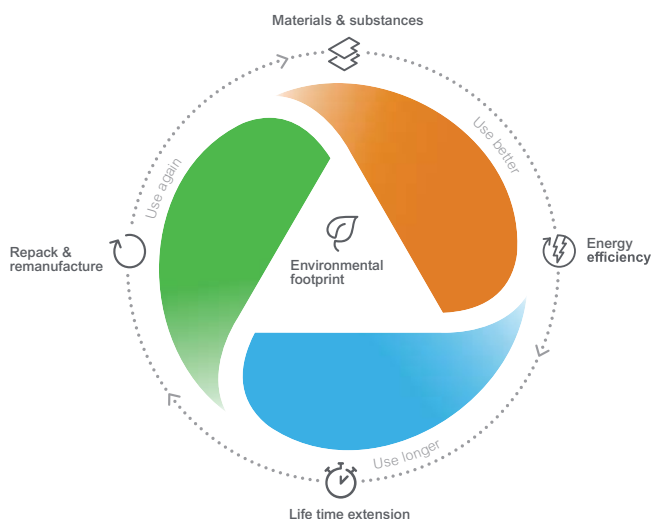 Materials & substances
Use better
Use again
Energy
efficiency
Repack &
remanufacture
Environmental
footprint
Use longer
Life time extension